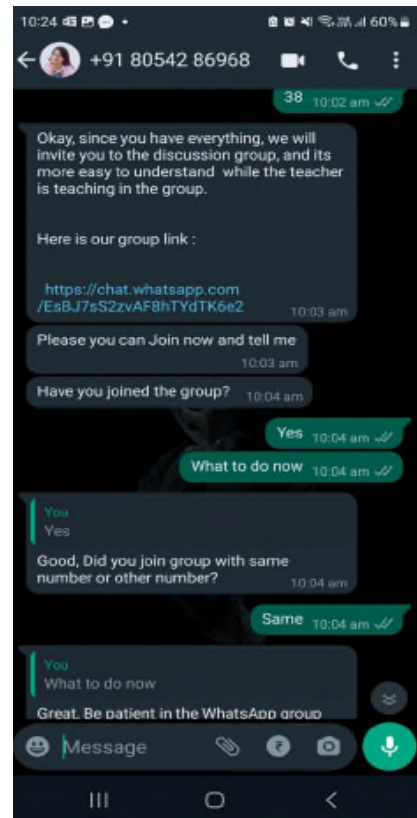 10:24
60%
+91 80542 86968
38 10:02 am
Okay, since you have everything, we will
invite you to the discussion group, and its
more easy to understand while the teacher
is teaching in the group.
Here is our group link :
https://chat.whatsapp.com
/EsBJ7sS2zvAF8hTYdTK6e2 10:03 am
Please you can Join now and tell me
10:03 am
Have you joined the group? 10:04 am
Yes 10:04 am
What to do now 10:04 am
You
Yes
Good, Did you join group with same
number or other number? 10:04 am
Same 10:04 am
You
What to do now
Great. Be patient in the WhatsApp group
Message